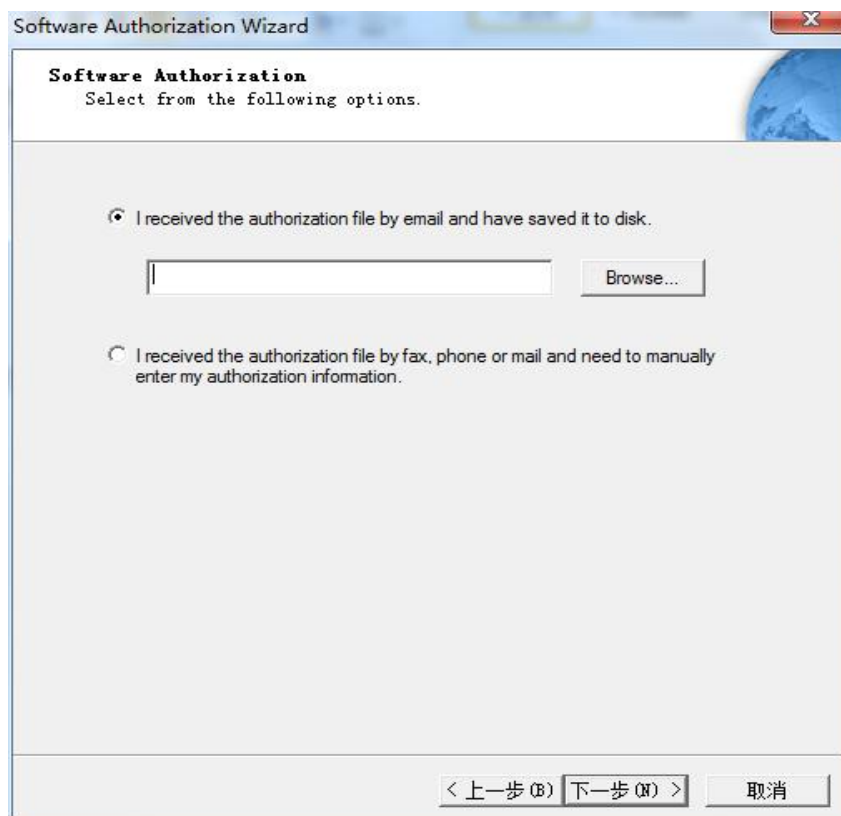 Software Authorization Wizard
Software Authorization
Select from the following options.
I received the authorization file by email and have saved it to disk.
Browse...
I received the authorization file by fax, phone or mail and need to manually
enter my authorization information.
< 上一步(B)
下一步(N) >
取消